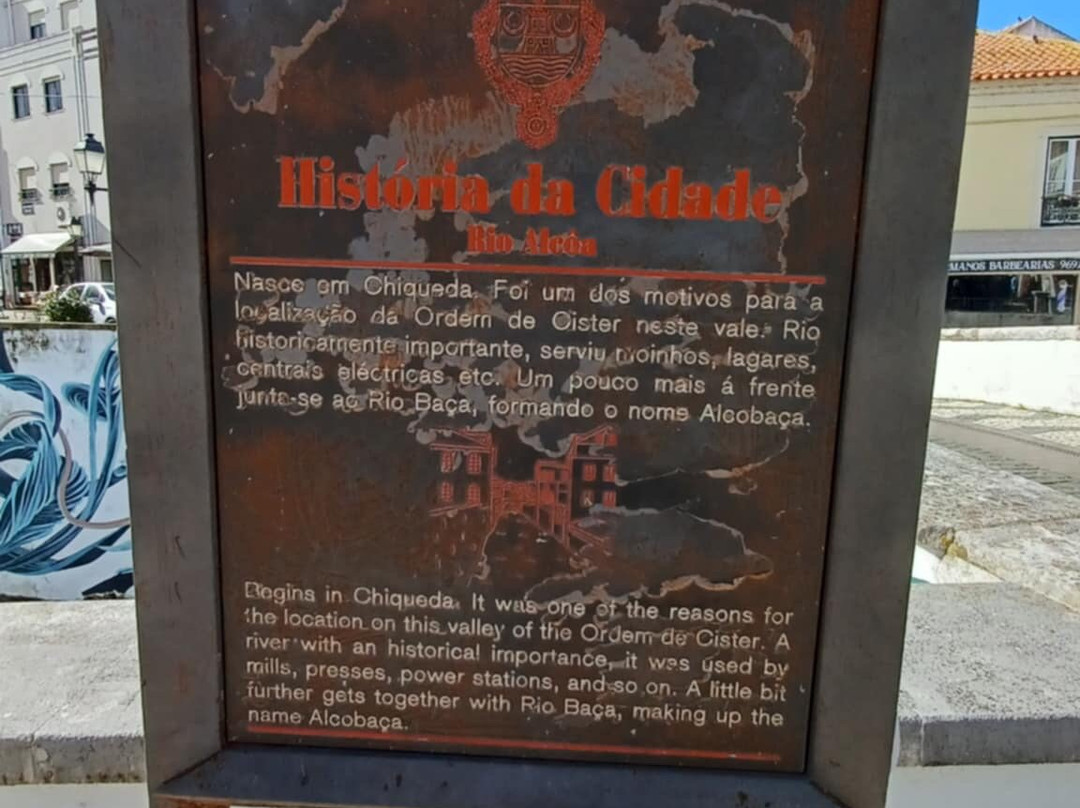 História da Cidade
Rio Alcôa
Nasce em Chiqueda. Foi um dos motivos para a
localização da Ordem de Cister neste vale. Rio
historicamente importante, serviu moinhos, lagares,
centrais eléctricas etc. Um pouco mais á frente
junta-se ao Rio Baça, formando o nome Alcobaça.
Begins in Chiqueda. It was one of the reasons for
the location on this valley of the Ordem de Cister. A
river with an historical importance, it was used by
mills, presses, power stations, and so on. A little bit
further gets together with Rio Baça, making up the
name Alcobaça.
MANOS BARBEARIAS 969